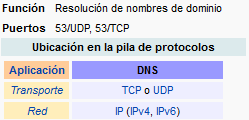 Función Resolución de nombres de dominio
Puertos 53/UDP, 53/TCP
Ubicación en la pila de protocolos
Aplicación DNS
Transporte TCP o UDP
Red IP (IPv4, IPv6)